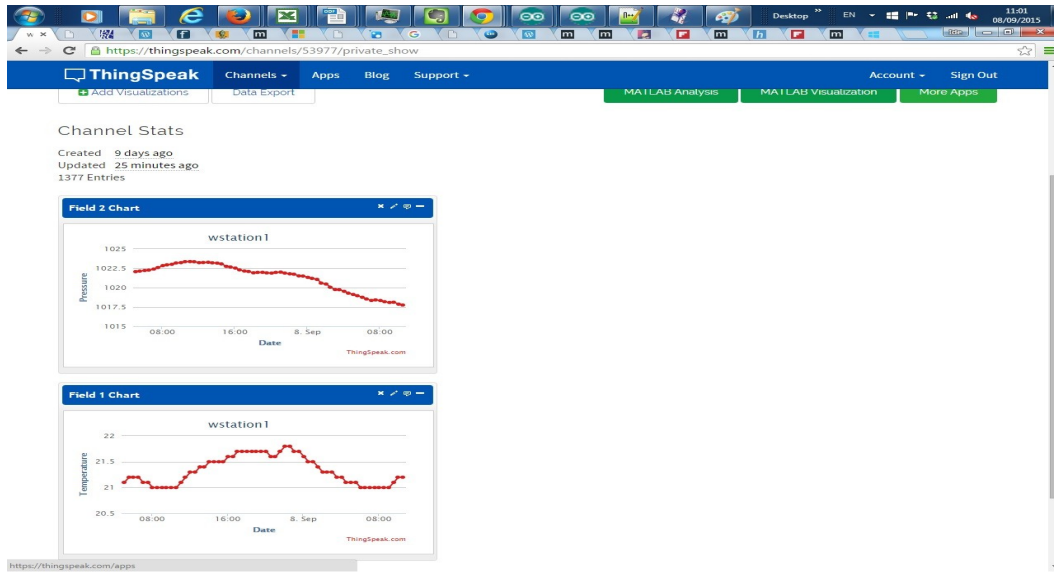 Desktop
EN
11:01
08/09/2015
https://thingspeak.com/channels/53977/private_show
ThingSpeak Channels Apps Blog Support Account Sign Out
Add Visualizations Data Export MATLAB Analysis MATLAB Visualization More Apps
Channel Stats
Created 9 days ago
Updated 25 minutes ago
1377 Entries
Field 2 Chart
wstation1
1025
1022.5
1020
1017.5
1015
Pressure
08:00 16:00 8. Sep 08:00
Date
ThingSpeak.com
Field 1 Chart
wstation1
22
21.5
21
20.5
Temperature
08:00 16:00 8. Sep 08:00
Date
ThingSpeak.com
https://thingspeak.com/apps